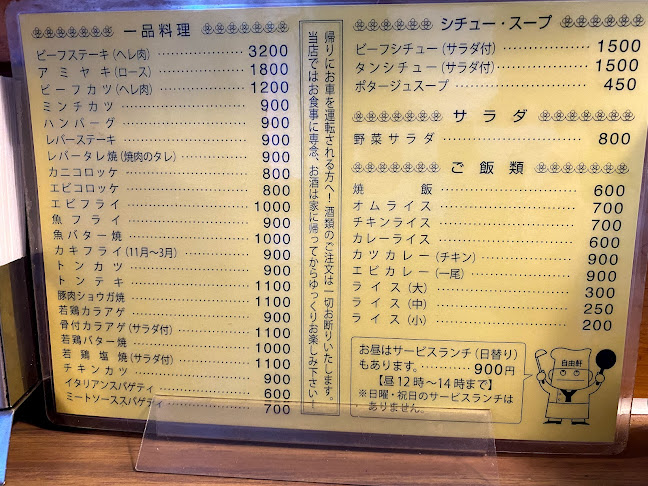 一品料理
ビーフステーキ(ヘレ肉) 3200
アミヤキ(ロース) 1800
ビーフカツ(ヘレ肉) 1200
ミンチカツ 900
ハンバーグ 900
レバーステーキ 900
レバータレ焼(焼肉のタレ) 900
カニコロッケ 800
エビコロッケ 800
エビフライ 1000
魚フライ 900
魚バター焼 1000
カキフライ(11月〜3月) 900
トンカツ 900
トンテキ 1100
豚肉ショウガ焼 1100
若鶏カラアゲ 900
骨付カラアゲ(サラダ付) 1100
若鶏バター焼 1000
若鶏塩焼(サラダ付) 1100
チキンカツ 900
イタリアンスパゲティ 600
ミートソーススパゲティ 700
帰りにお車を運転される方へ!酒類のご注文は一切お断りいたします。
当店ではお食事に専念、お酒は家に帰ってからゆっくりお楽しみ下さい!
シチュー・スープ
ビーフシチュー(サラダ付) 1500
タンシチュー(サラダ付) 1500
ポタージュスープ 450
サラダ
野菜サラダ 800
ご飯類
焼飯 600
オムライス 700
チキンライス 700
カレーライス 600
カツカレー(チキン) 900
エビカレー(一尾) 900
ライス(大) 300
ライス(中) 250
ライス(小) 200
お昼はサービスランチ(日替り)
もあります。 900円
【昼12時〜14時まで】
※日曜・祝日のサービスランチは
ありません。
自由軒